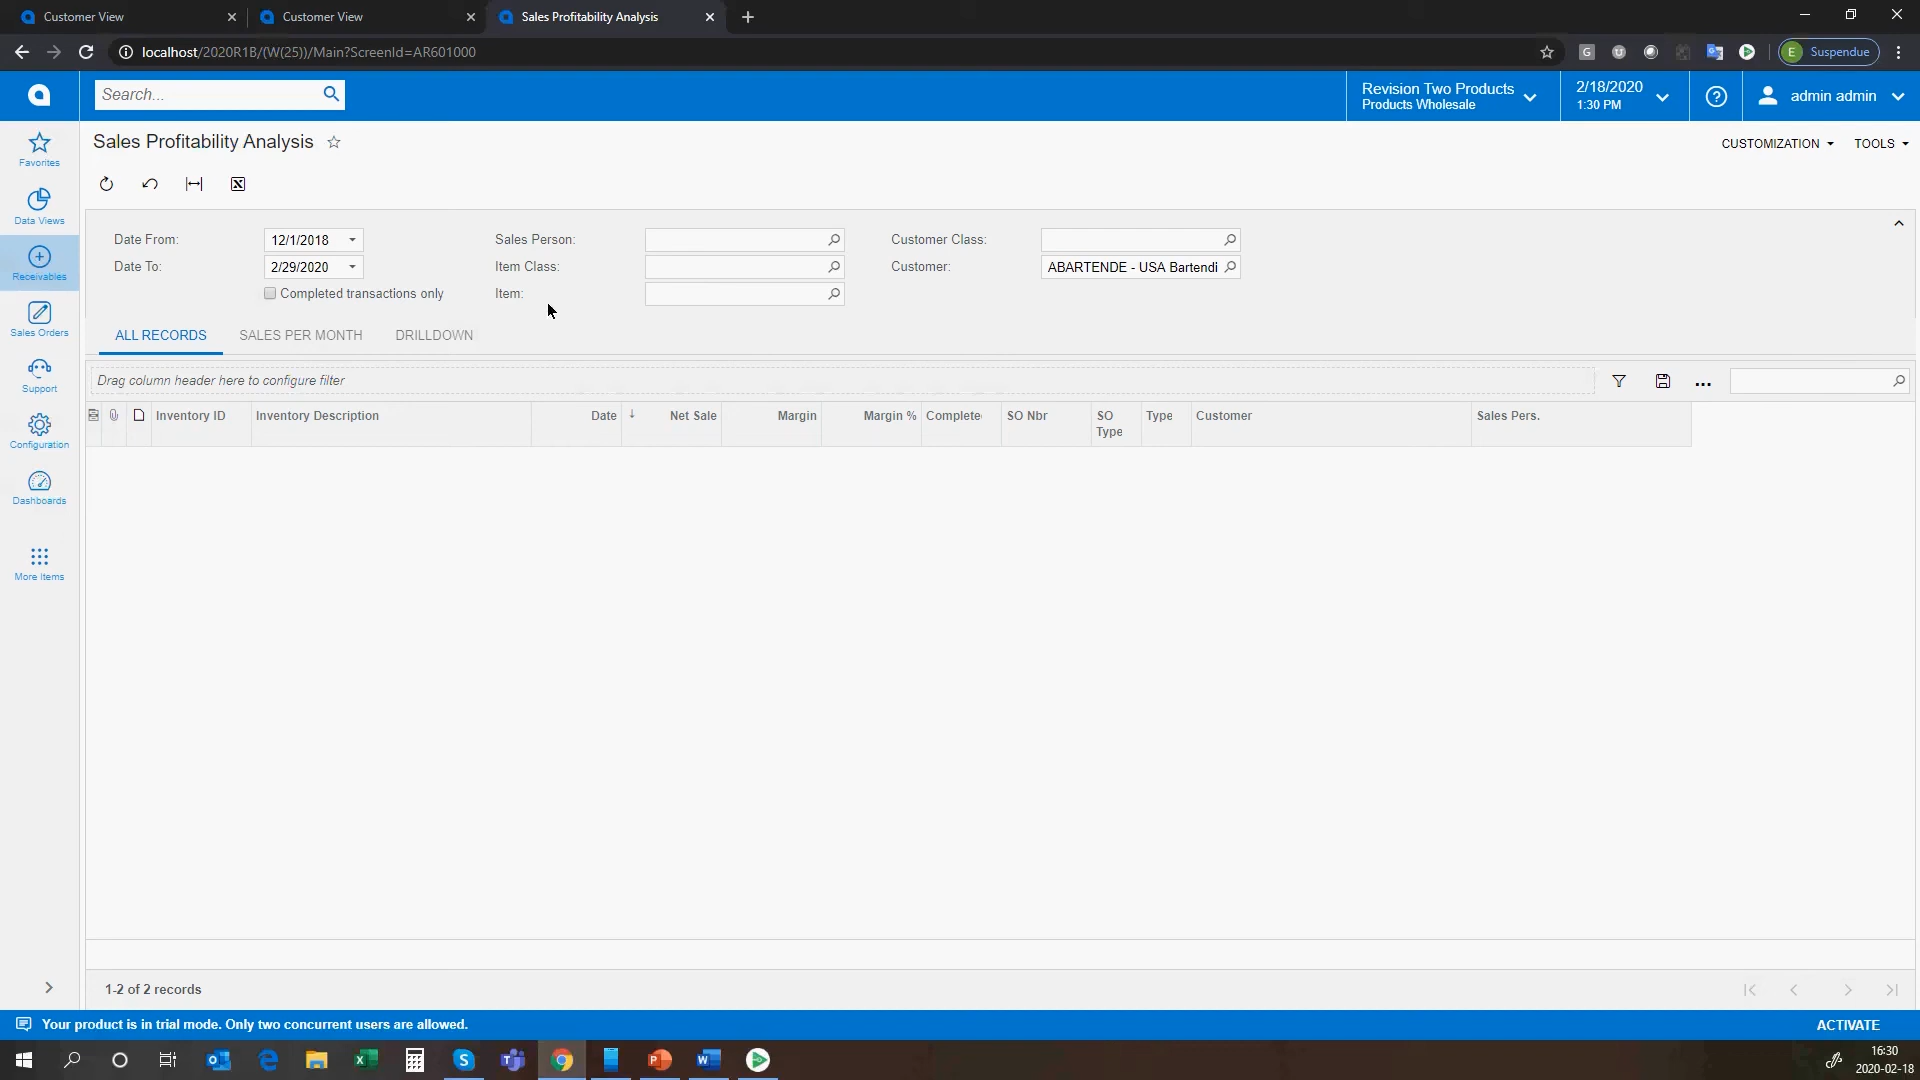 Customer View
Customer View
Sales Profitability Analysis
localhost/2020R1B/(W(25))/Main?ScreenId=AR601000
G
E Suspendue
Search...
Revision Two Products
Products Wholesale
2/18/2020
1:30 PM
admin admin
Favorites
Data Views
Receivables
Sales Orders
Support
Configuration
Dashboards
More Items
Sales Profitability Analysis
CUSTOMIZATION
TOOLS
Date From: 12/1/2018
Sales Person:
Customer Class:
Date To: 2/29/2020
Item Class:
Customer: ABARTENDE - USA Bartendi
Completed transactions only
Item:
ALL RECORDS
SALES PER MONTH
DRILLDOWN
Drag column header here to configure filter
Inventory ID
Inventory Description
Date
Net Sale
Margin
Margin %
Complete
SO Nbr
SO
Type
Type
Customer
Sales Pers.
1-2 of 2 records
Your product is in trial mode. Only two concurrent users are allowed.
ACTIVATE
16:30
2020-02-18